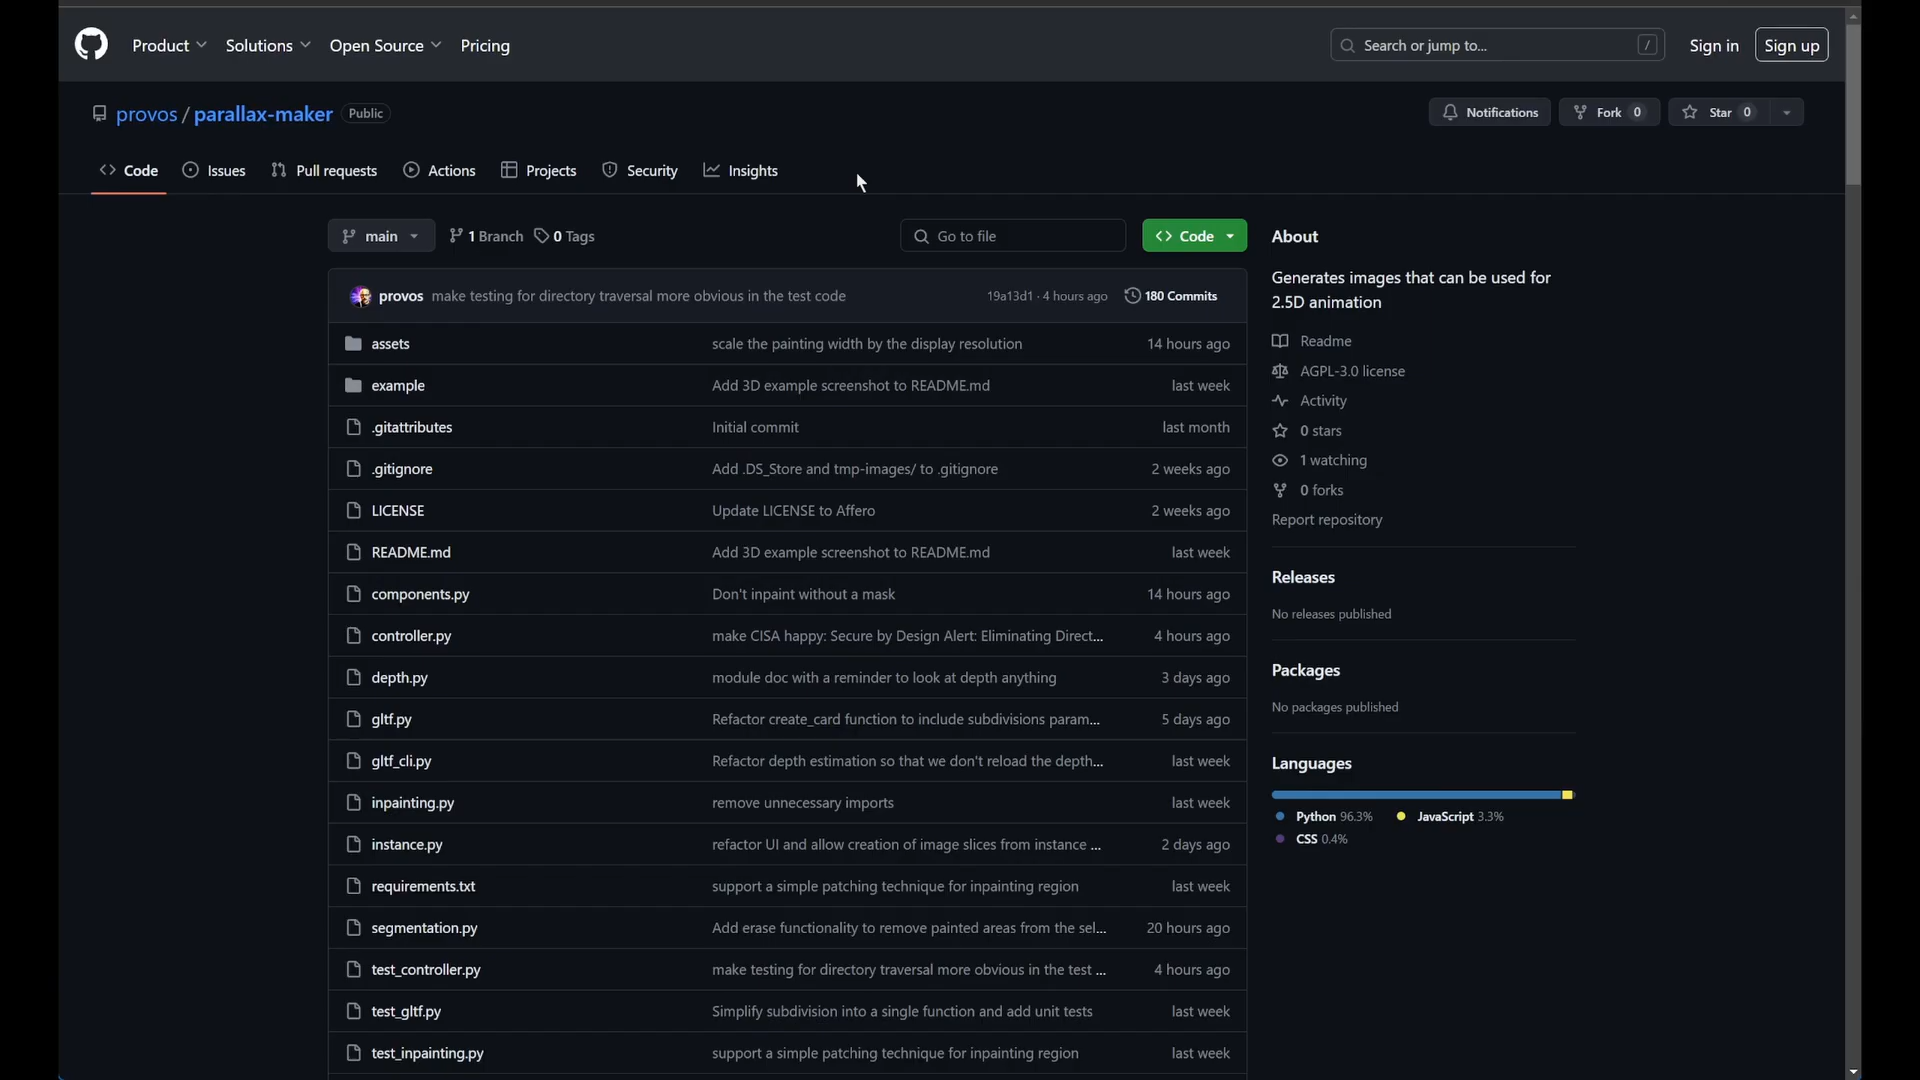 Product Solutions Open Source Pricing Search or jump to... / Sign in Sign up
provos / parallax-maker Public Notifications Fork 0 Star 0
Code Issues Pull requests Actions Projects Security Insights
main 1 Branch 0 Tags Go to file Code
provos make testing for directory traversal more obvious in the test code 19a13d1 · 4 hours ago 180 Commits
assets scale the painting width by the display resolution 14 hours ago
example Add 3D example screenshot to README.md last week
.gitattributes Initial commit last month
.gitignore Add .DS_Store and tmp-images/ to .gitignore 2 weeks ago
LICENSE Update LICENSE to Affero 2 weeks ago
README.md Add 3D example screenshot to README.md last week
components.py Don't inpaint without a mask 14 hours ago
controller.py make CISA happy: Secure by Design Alert: Eliminating Direct... 4 hours ago
depth.py module doc with a reminder to look at depth anything 3 days ago
gltf.py Refactor create_card function to include subdivisions param... 5 days ago
gltf_cli.py Refactor depth estimation so that we don't reload the depth... last week
inpainting.py remove unnecessary imports last week
instance.py refactor UI and allow creation of image slices from instance ... 2 days ago
requirements.txt support a simple patching technique for inpainting region last week
segmentation.py Add erase functionality to remove painted areas from the sel... 20 hours ago
test_controller.py make testing for directory traversal more obvious in the test ... 4 hours ago
test_gltf.py Simplify subdivision into a single function and add unit tests last week
test_inpainting.py support a simple patching technique for inpainting region last week
About
Generates images that can be used for
2.5D animation
Readme
AGPL-3.0 license
Activity
0 stars
1 watching
0 forks
Report repository
Releases
No releases published
Packages
No packages published
Languages
Python 96.3% JavaScript 3.3%
CSS 0.4%